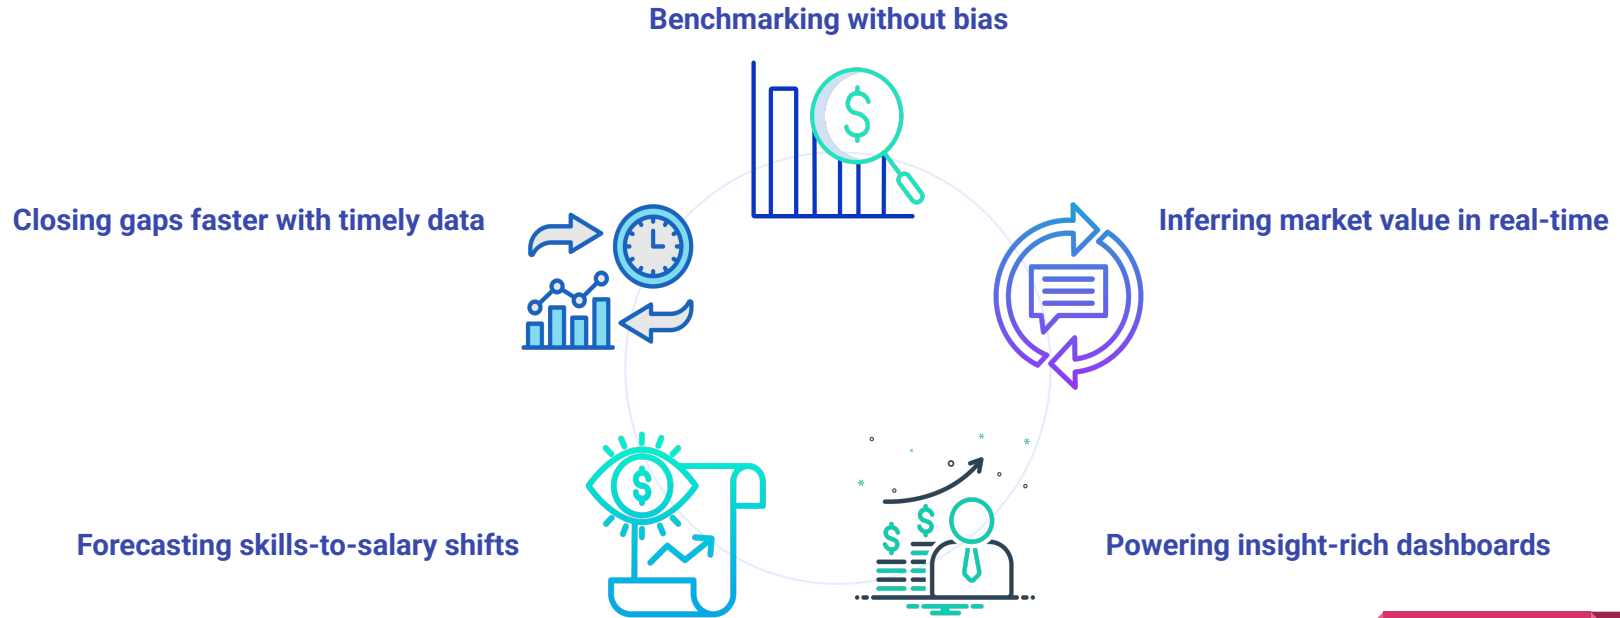 Benchmarking without bias
Closing gaps faster with timely data
Inferring market value in real-time
Forecasting skills-to-salary shifts
Powering insight-rich dashboards